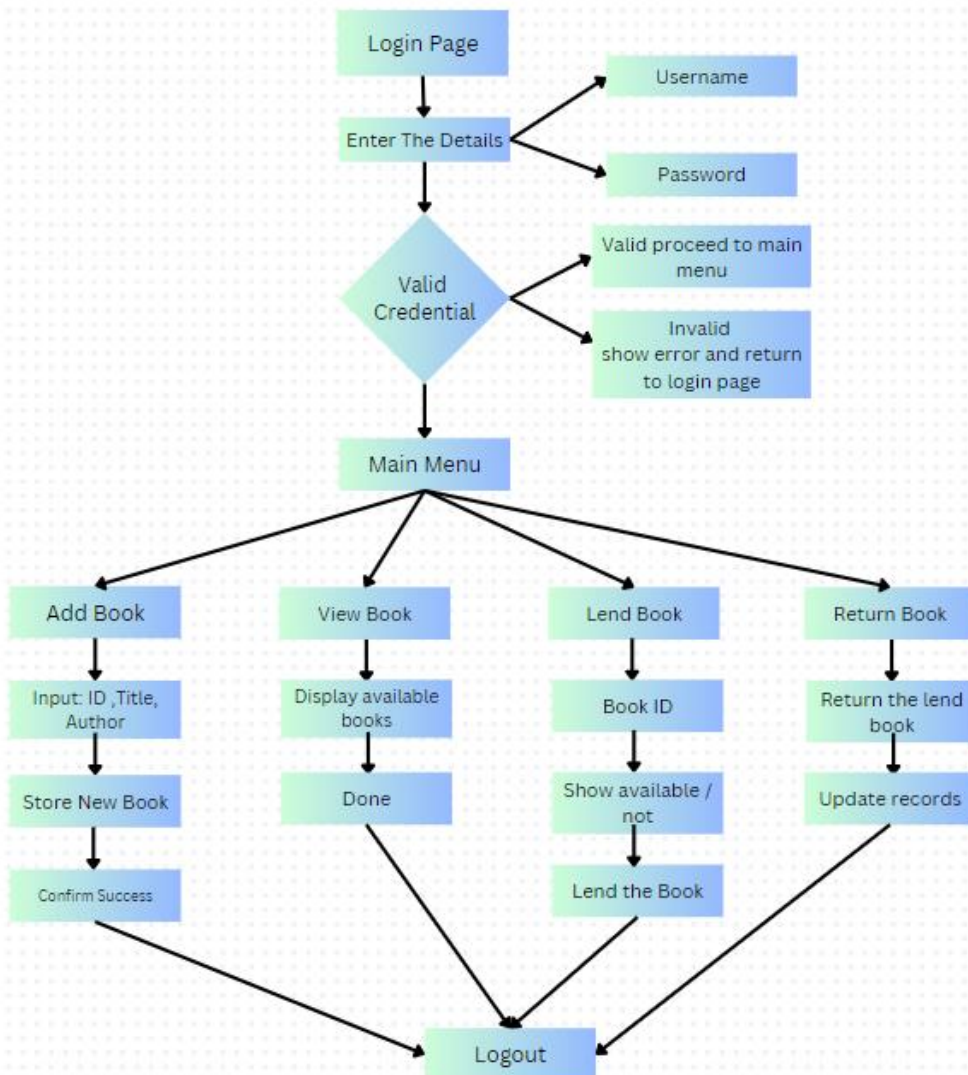 Login Page
Username
Enter The Details
Password
Valid proceed to main
menu
Valid
Credential
Invalid
show error and return
to login page
Main Menu
Add Book
View Book
Lend Book
Return Book
Input: ID ,Title,
Author
Display available
books
Book ID
Return the lend
book
Store New Book
Done
Show available /
not
Update records
Confirm Success
Lend the Book
Logout